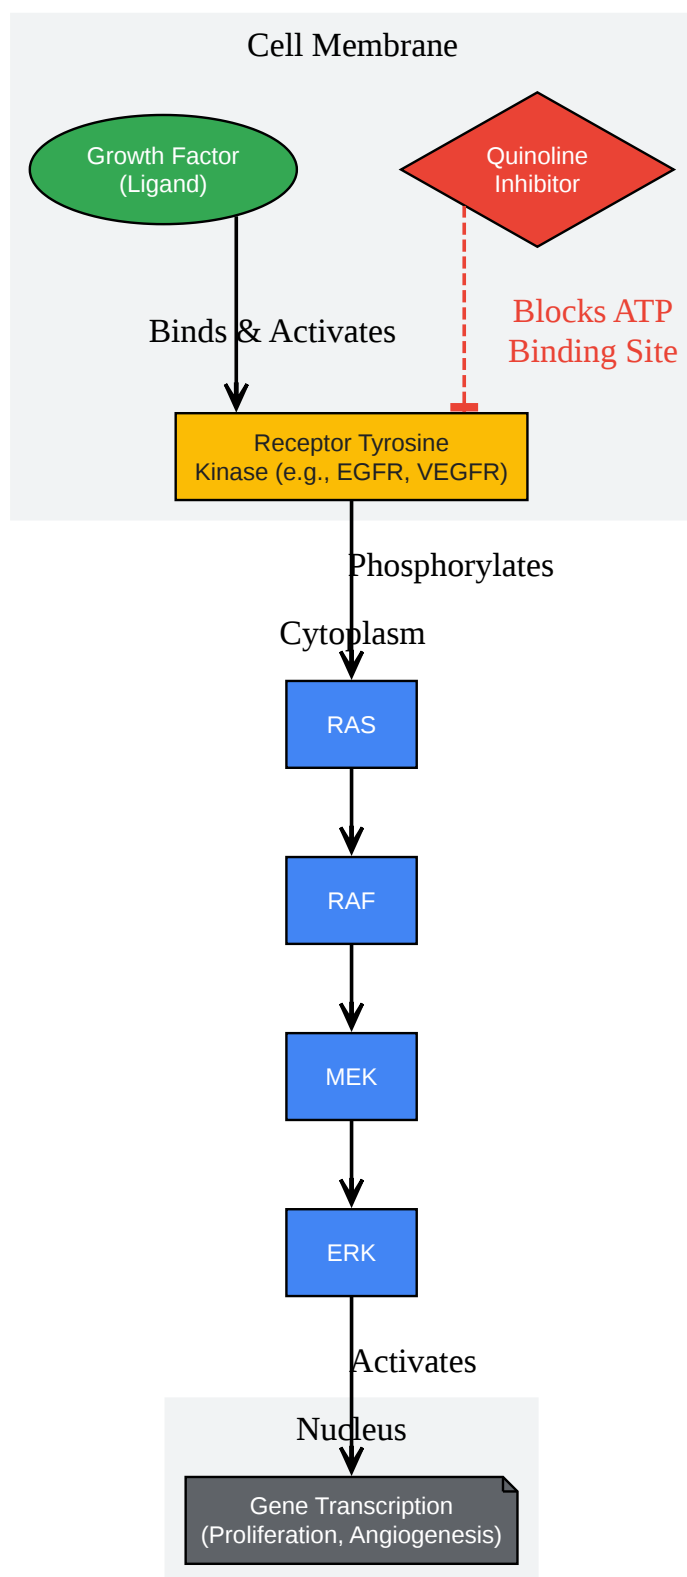 Cell Membrane
Growth Factor
(Ligand)
Quinoline
Inhibitor
Binds & Activates
Blocks ATP
Binding Site
Receptor Tyrosine
Kinase (e.g., EGFR, VEGFR)
Phosphorylates
Cytoplasm
RAS
RAF
MEK
ERK
Activates
Nucleus
Gene Transcription
(Proliferation, Angiogenesis)